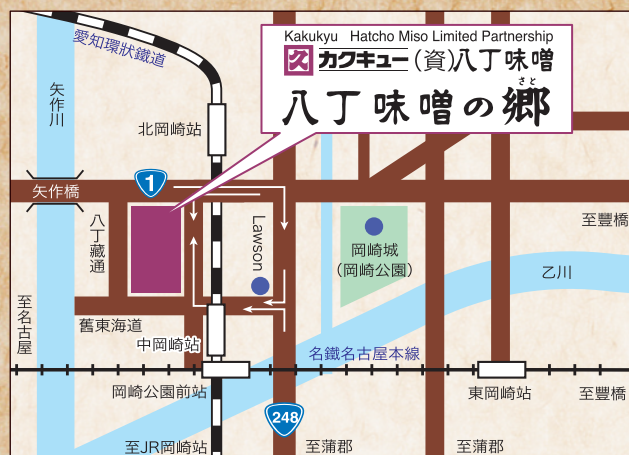 Kakukyu Hatcho Miso Limited Partnership
久 カクキュー (資)八丁味噌
さと
八丁味噌の郷
愛知環狀鐵道
矢作川
北岡崎站
矢作橋
1
八丁藏通
Lawson
岡崎城
(岡崎公園)
至豐橋
乙川
至名古屋
舊東海道
中岡崎站
名鐵名古屋本線
岡崎公園前站
東岡崎站
至豐橋
248
至JR岡崎站
至蒲郡
至蒲郡